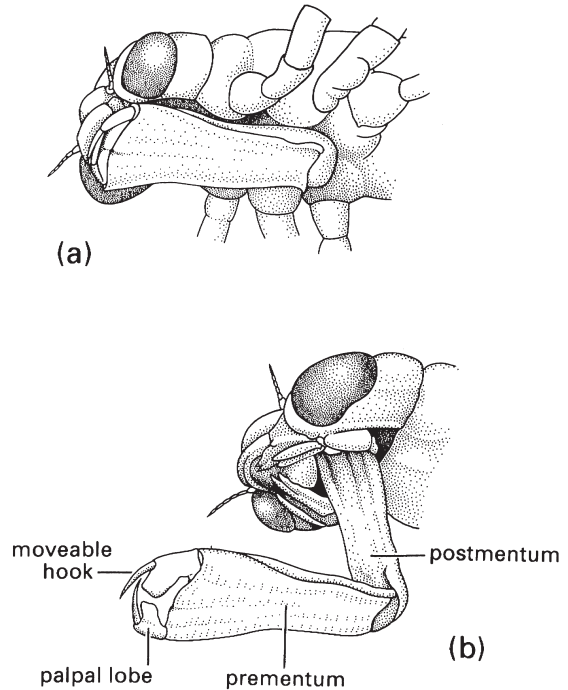 (a)
moveable
hook
postmentum
(b)
palpal lobe
prementum